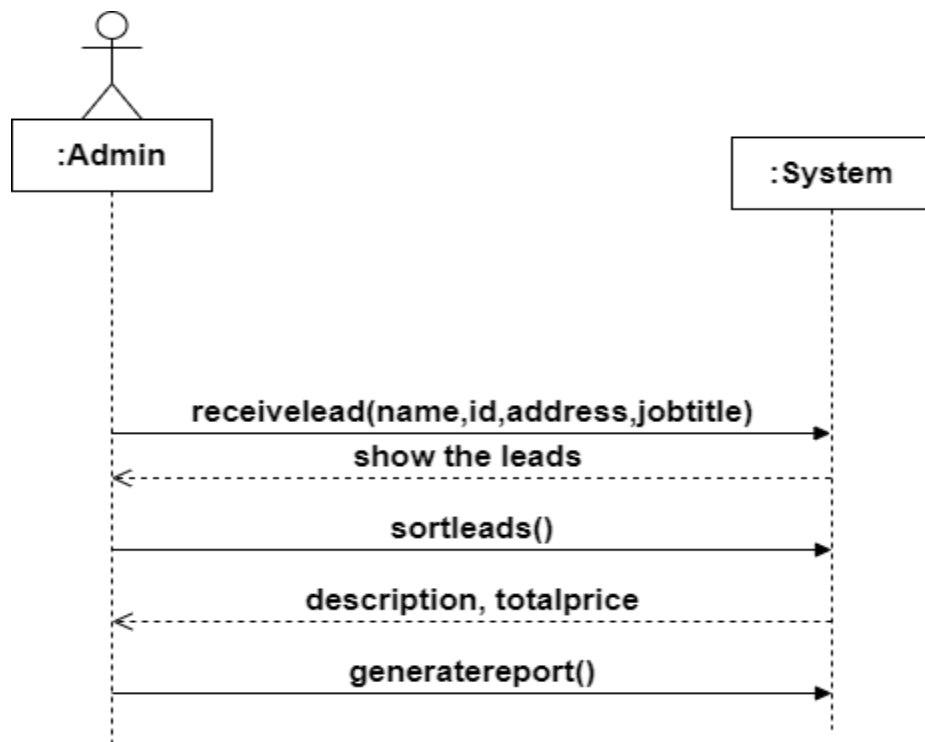 :Admin
:System
receivelead(name,id,address,jobtitle)
show the leads
sortleads()
description, totalprice
generatereport()